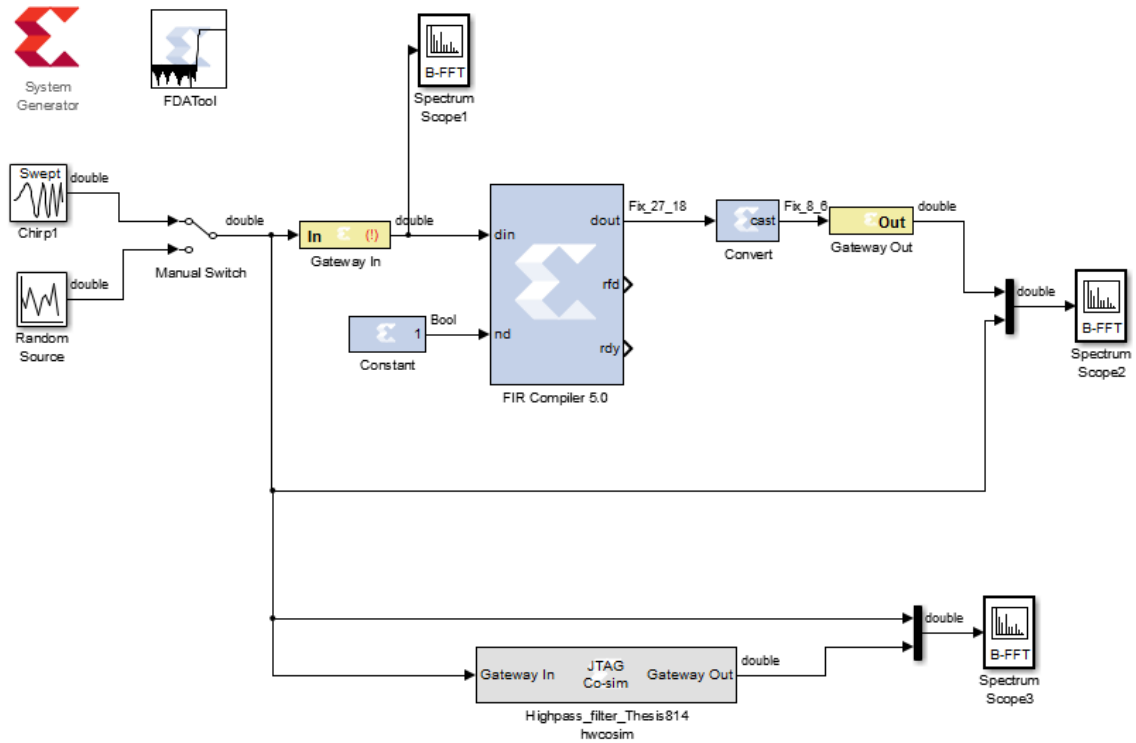 System
Generator
FDATool
B-FFT
Spectrum
Scope1
Swept
double
Chirp1
double
Random
Source
Manual Switch
double
In (!)
double
Gateway In
1
Bool
Constant
din
nd
dout
rfd
rdy
FIR Compiler 5.0
Fix_27_18
cast
Convert
Fix_8_6
Out
double
Gateway Out
double
B-FFT
Spectrum
Scope2
Gateway In
JTAG
Co-sim
Gateway Out
double
Highpass_filter_Thesis814
hwcosim
double
B-FFT
Spectrum
Scope3